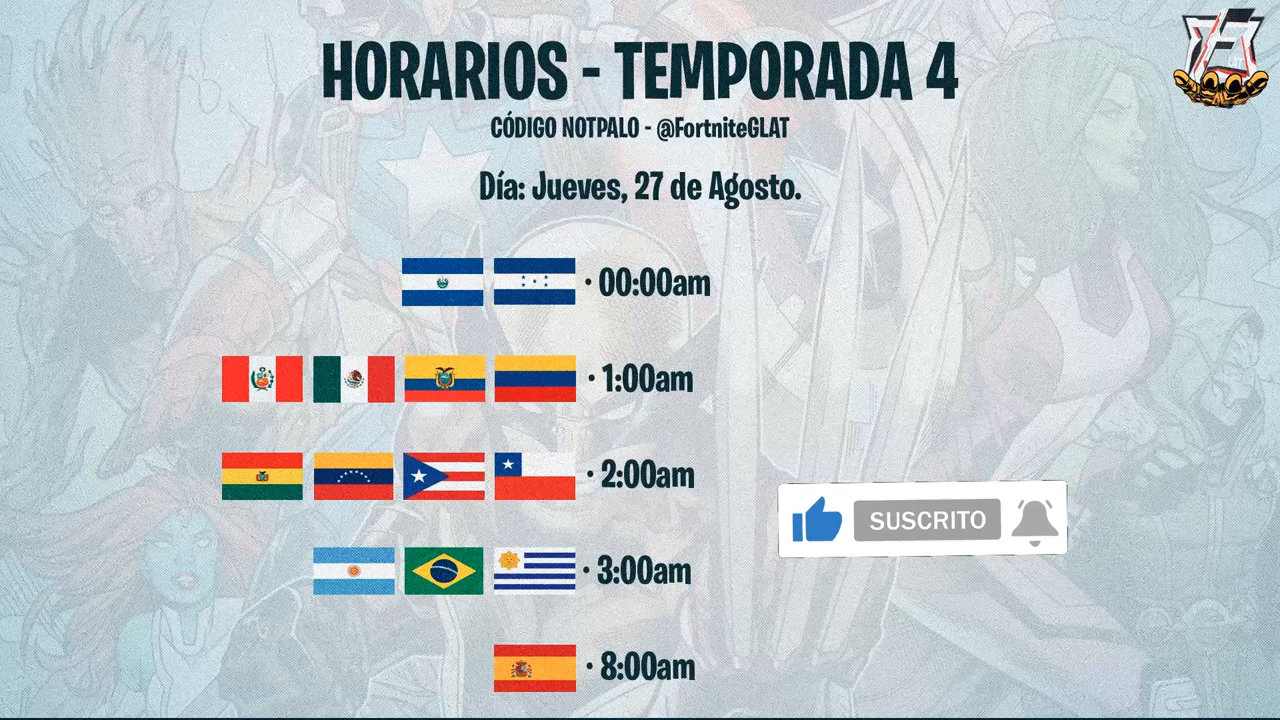 HORARIOS - TEMPORADA 4
CÓDIGO NOTPALO - @FortniteGLAT
Día: Jueves, 27 de Agosto.
· 00:00am
· 1:00am
· 2:00am
SUSCRITO
· 3:00am
· 8:00am